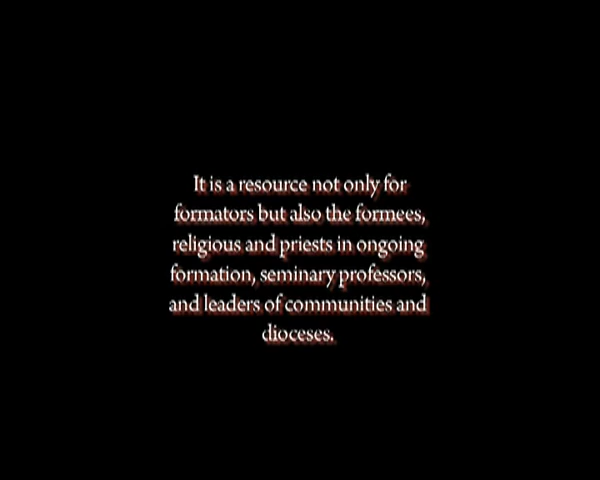 It is a resource not only for
formators but also the formees,
religious and priests in ongoing
formation, seminary professors,
and leaders of communities and
dioceses.